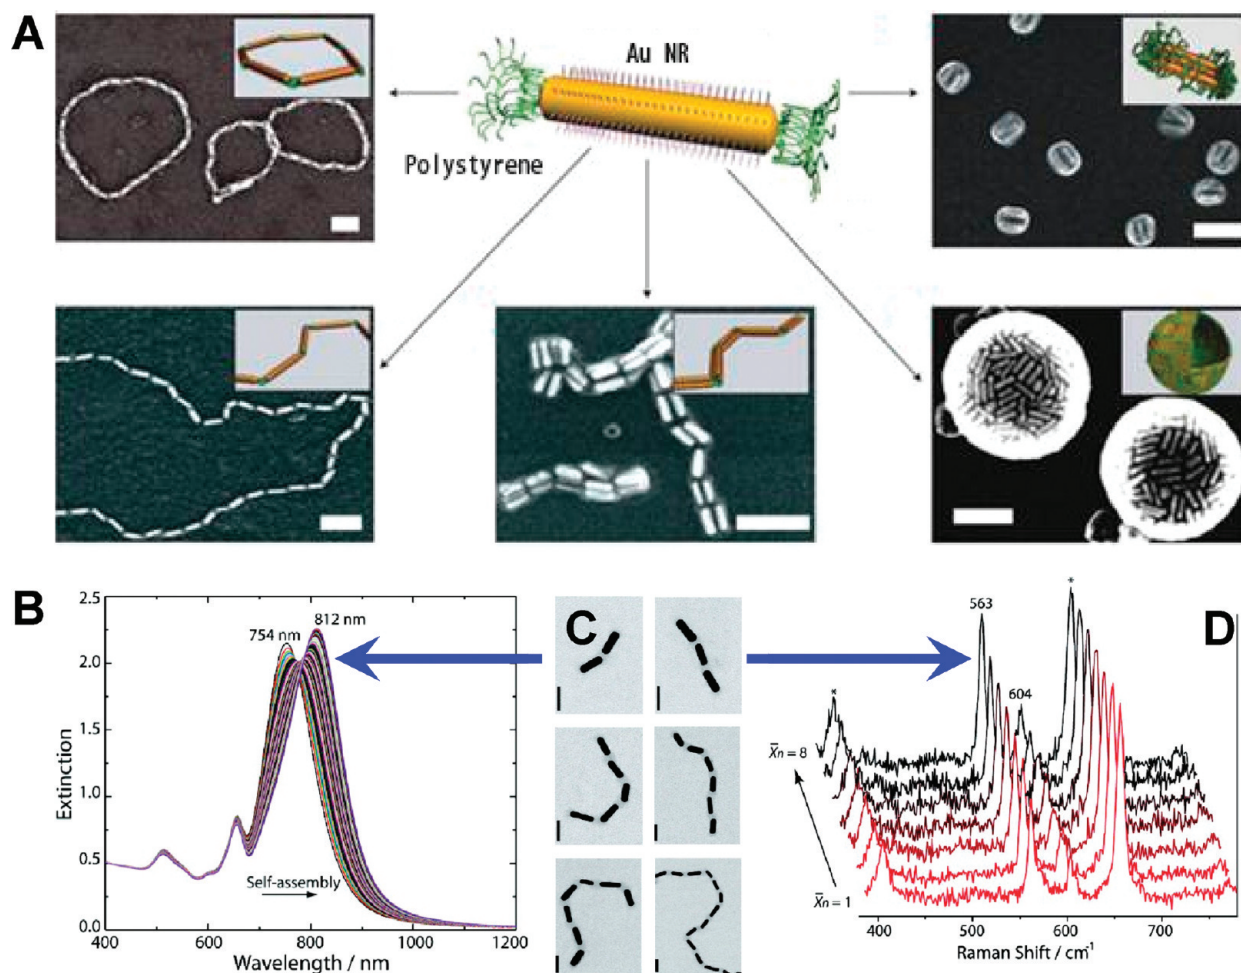 A
Au NR
Polystyrene
B
2.5
2.0
1.5
1.0
0.5
0.0
Extinction
754 nm
812 nm
Self-assembly
400
600
800
1000
1200
Wavelength / nm
C
D
*
563
604
*
X̄n = 8
X̄n = 1
400
500
600
700
Raman Shift / cm⁻¹